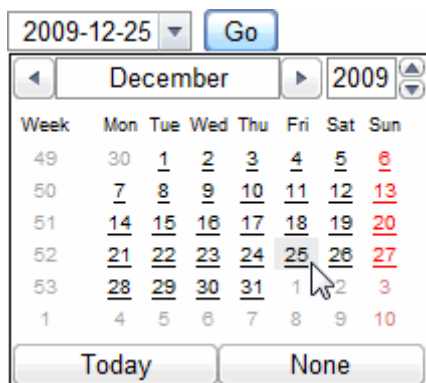 2009-12-25 Go
December 2009
Week Mon Tue Wed Thu Fri Sat Sun
49 30 1 2 3 4 5 6
50 7 8 9 10 11 12 13
51 14 15 16 17 18 19 20
52 21 22 23 24 25 26 27
53 28 29 30 31 1 2 3
1 4 5 6 7 8 9 10
Today None